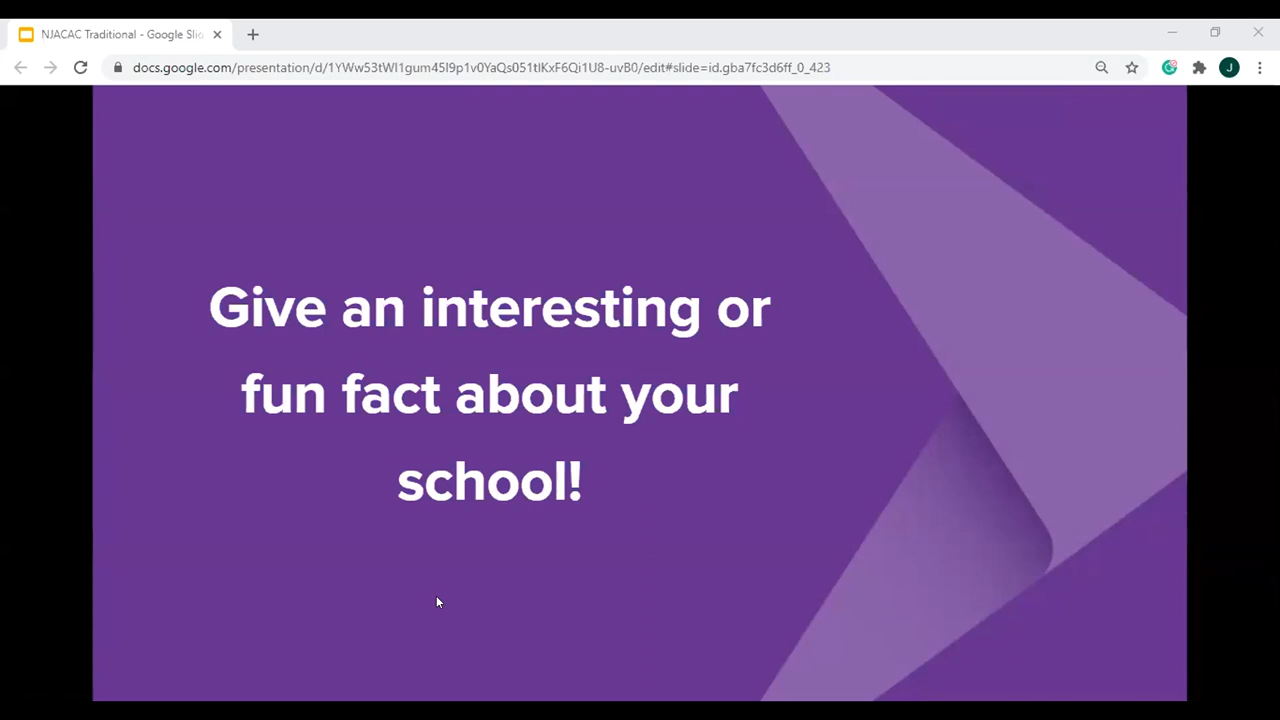 NJACAC Traditional - Google Slid
docs.google.com/presentation/d/1YWw53tWl1gum45l9p1v0YaQs051tlKxF6Qi1U8-uvB0/edit#slide=id.gba7fc3d6ff_0_423
J
Give an interesting or
fun fact about your
school!